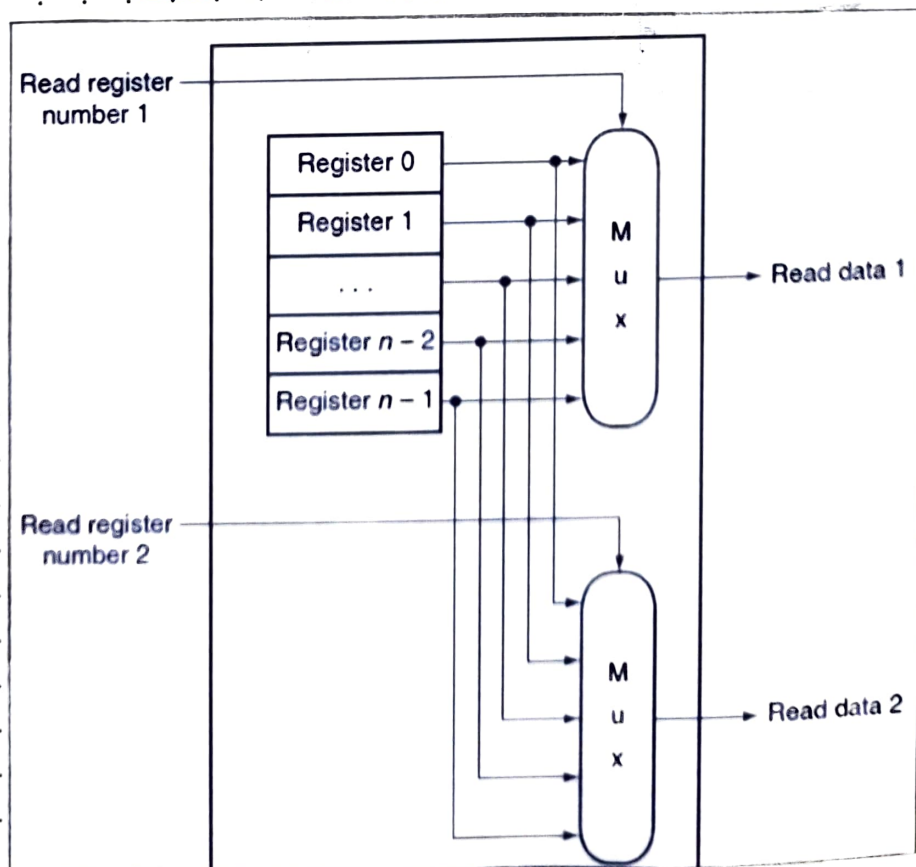 Read register
number 1
Register 0
Register 1
. . .
Register n – 2
Register n – 1
M
u
x
Read data 1
Read register
number 2
M
u
x
Read data 2